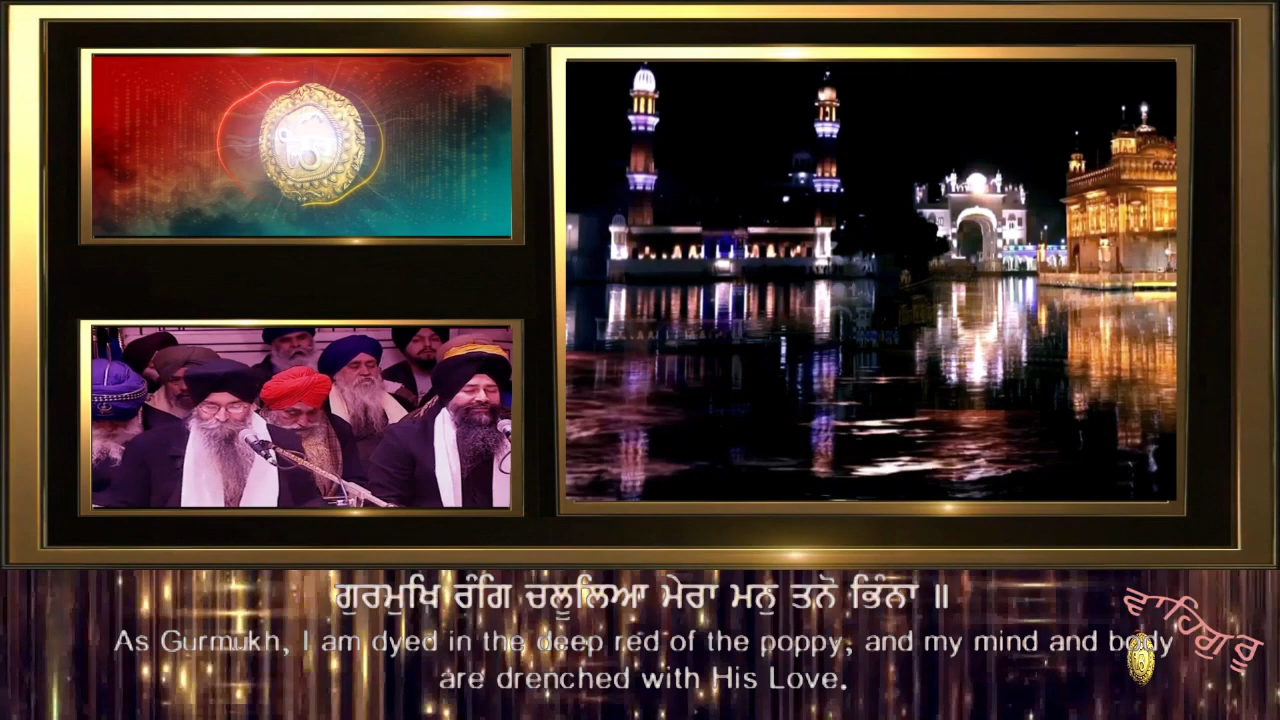 ੴ
ਗੁਰਮੁਖਿ ਰੰਗਿ ਚਲੂਲਿਆ ਮੇਰਾ ਮਨੁ ਤਨੋ ਭਿੰਨਾ ॥
As Gurmukh, I am dyed in the deep red of the poppy, and my mind and body
are drenched with His Love.
ਵਾਹਿਗੁਰੂ
ੴ